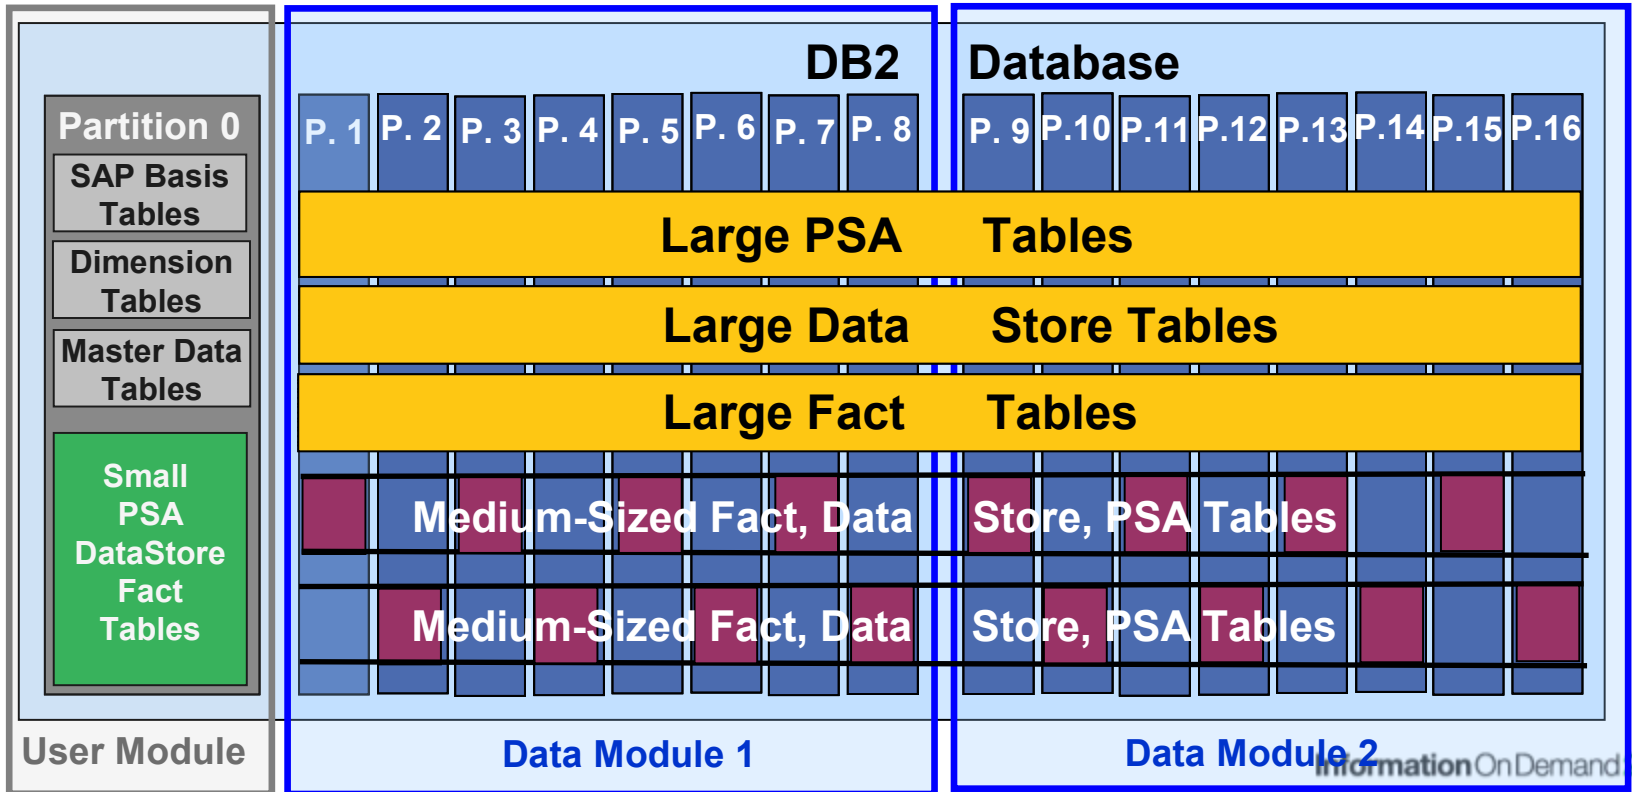 DB2 Database
Partition 0
P. 1 P. 2 P. 3 P. 4 P. 5 P. 6 P. 7 P. 8 P. 9 P.10 P.11 P.12 P.13 P.14 P.15 P.16
SAP Basis
Tables
Dimension
Tables
Master Data
Tables
Small
PSA
DataStore
Fact
Tables
Large PSA Tables
Large Data Store Tables
Large Fact Tables
Medium-Sized Fact, Data Store, PSA Tables
Medium-Sized Fact, Data Store, PSA Tables
User Module
Data Module 1
Data Module 2
Information On Demand